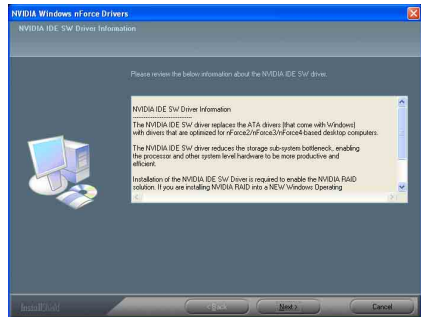 NVIDIA Windows nForce Drivers
NVIDIA IDE SW Driver Information
Please review the below information about the NVIDIA IDE SW driver.
NVIDIA IDE SW Driver Information
----------------------------
The NVIDIA IDE SW driver replaces the ATA drivers (that come with Windows)
with drivers that are optimized for nForce2/nForce3/nForce4-based desktop computers.
The NVIDIA IDE SW driver reduces the storage sub-system bottleneck, enabling
the processor and other system level hardware to be more productive and
efficient.
Installation of the NVIDIA IDE SW Driver is required to enable the NVIDIA RAID
solution. If you are installing NVIDIA RAID into a NEW Windows Operating
InstallShield
< Back
Next >
Cancel